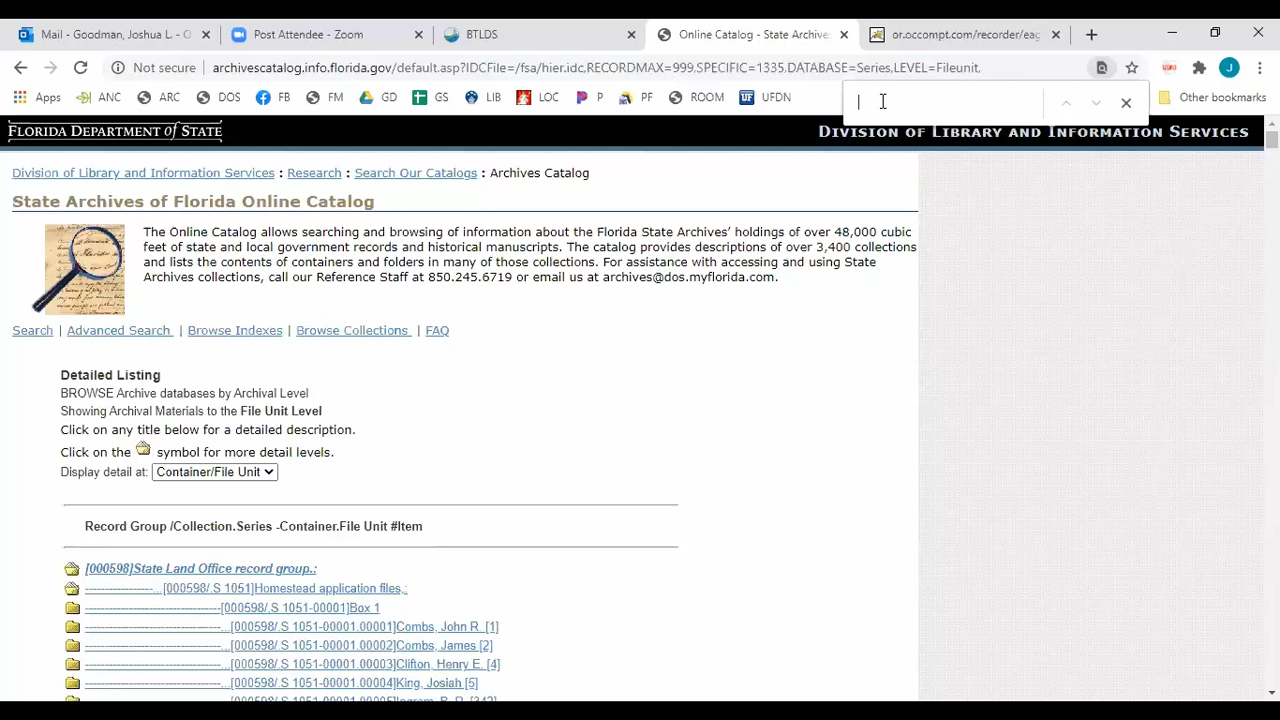 Mail - Goodman, Joshua L. - O
Post Attendee - Zoom
BTLDS
Online Catalog - State Archives
or.occompt.com/recorder/eag
Not secure
archivescatalog.info.florida.gov/default.asp?IDCFile=/fsa/hier.idc,RECORDMAX=999,SPECIFIC=1335,DATABASE=Series,LEVEL=Fileunit.
J
Apps ANC ARC DOS FB FM GD GS LIB LOC P PF ROOM UFDN Other bookmarks
FLORIDA DEPARTMENT of STATE
DIVISION OF LIBRARY AND INFORMATION SERVICES
Division of Library and Information Services : Research : Search Our Catalogs : Archives Catalog
State Archives of Florida Online Catalog
The Online Catalog allows searching and browsing of information about the Florida State Archives' holdings of over 48,000 cubic
feet of state and local government records and historical manuscripts. The catalog provides descriptions of over 3,400 collections
and lists the contents of containers and folders in many of those collections. For assistance with accessing and using State
Archives collections, call our Reference Staff at 850.245.6719 or email us at archives@dos.myflorida.com.
Search | Advanced Search | Browse Indexes | Browse Collections | FAQ
Detailed Listing
BROWSE Archive databases by Archival Level
Showing Archival Materials to the File Unit Level
Click on any title below for a detailed description.
Click on the symbol for more detail levels.
Display detail at: Container/File Unit
Record Group /Collection.Series -Container.File Unit #Item
[000598]State Land Office record group.:
-----------------...[000598/.S 1051]Homestead application files,:
----------------------------------[000598/.S 1051-00001]Box 1
----------------------------------...[000598/.S 1051-00001.00001]Combs, John R. [1]
----------------------------------...[000598/.S 1051-00001.00002]Combs, James [2]
----------------------------------...[000598/.S 1051-00001.00003]Clifton, Henry E. [4]
----------------------------------...[000598/.S 1051-00001.00004]King, Josiah [5]